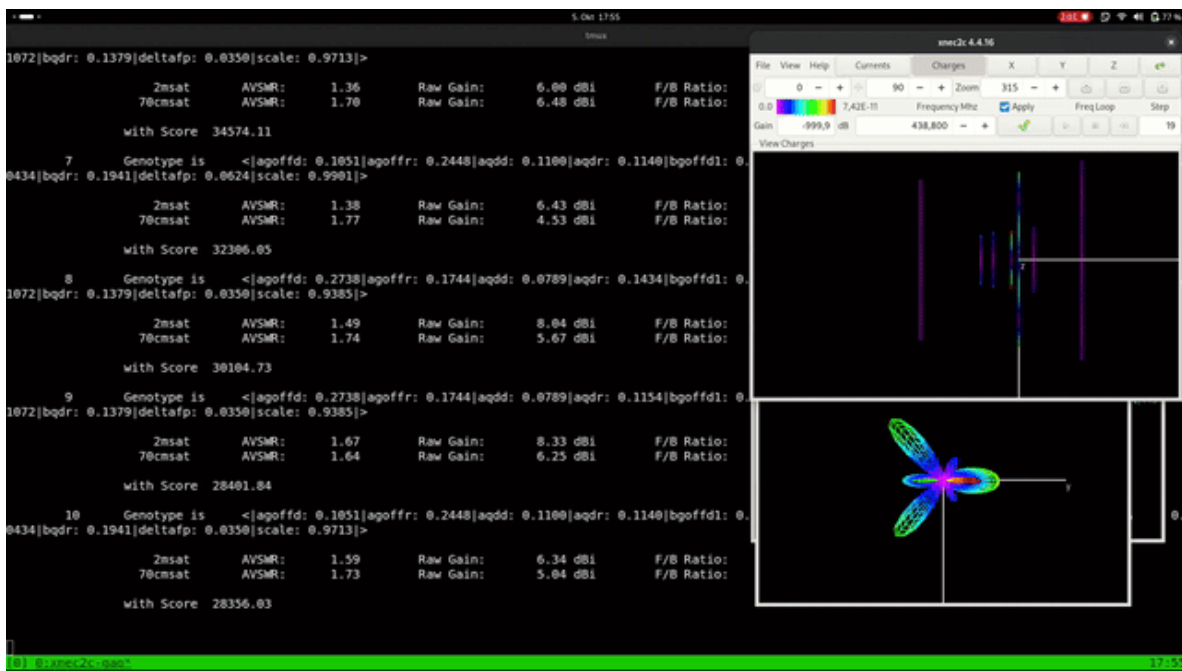 5. Okt 17:55
77 %
tmux
1072|bqdr: 0.1379|deltafp: 0.0350|scale: 0.9713|>
2msat AVSWR: 1.36 Raw Gain: 6.00 dBi F/B Ratio:
70cmsat AVSWR: 1.70 Raw Gain: 6.48 dBi F/B Ratio:
with Score 34574.11
7 Genotype is <|agoffd: 0.1051|agoffr: 0.2448|aqdd: 0.1100|aqdr: 0.1140|bgoffd1: 0.
0434|bqdr: 0.1941|deltafp: 0.0624|scale: 0.9901|>
2msat AVSWR: 1.38 Raw Gain: 6.43 dBi F/B Ratio:
70cmsat AVSWR: 1.77 Raw Gain: 4.53 dBi F/B Ratio:
with Score 32306.05
8 Genotype is <|agoffd: 0.2738|agoffr: 0.1744|aqdd: 0.0789|aqdr: 0.1434|bgoffd1: 0.
1072|bqdr: 0.1379|deltafp: 0.0350|scale: 0.9385|>
2msat AVSWR: 1.49 Raw Gain: 8.04 dBi F/B Ratio:
70cmsat AVSWR: 1.74 Raw Gain: 5.67 dBi F/B Ratio:
with Score 30104.73
9 Genotype is <|agoffd: 0.2738|agoffr: 0.1744|aqdd: 0.0789|aqdr: 0.1154|bgoffd1: 0.
1072|bqdr: 0.1379|deltafp: 0.0350|scale: 0.9385|>
2msat AVSWR: 1.67 Raw Gain: 8.33 dBi F/B Ratio:
70cmsat AVSWR: 1.64 Raw Gain: 6.25 dBi F/B Ratio:
with Score 28401.84
10 Genotype is <|agoffd: 0.1051|agoffr: 0.2448|aqdd: 0.1100|aqdr: 0.1140|bgoffd1: 0. 0.
0434|bqdr: 0.1941|deltafp: 0.0350|scale: 0.9713|>
2msat AVSWR: 1.59 Raw Gain: 6.34 dBi F/B Ratio:
70cmsat AVSWR: 1.73 Raw Gain: 5.04 dBi F/B Ratio:
with Score 28356.03
[0] 0:xnec2c-gao* 17:55
xnec2c 4.4.16
File View Help Currents Charges X Y Z
0 - + 90 - + Zoom 315 - +
0.0 7,42E-11 Frequency Mhz Apply Freq Loop Step
Gain -999,9 dB 438,800 - + 19
View Charges
z
y